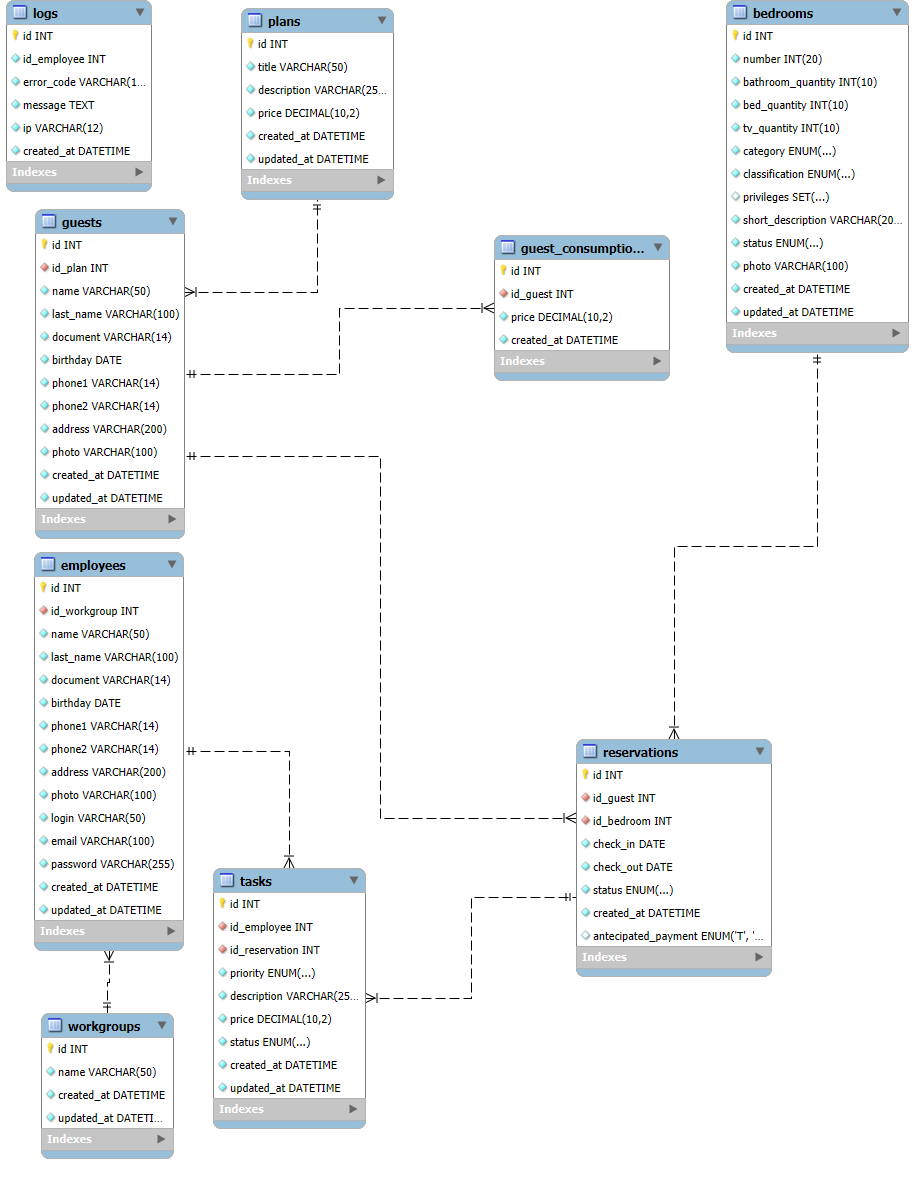 logs
id INT
id_employee INT
error_code VARCHAR(1...
message TEXT
ip VARCHAR(12)
created_at DATETIME
Indexes
plans
id INT
title VARCHAR(50)
description VARCHAR(25...
price DECIMAL(10,2)
created_at DATETIME
updated_at DATETIME
Indexes
bedrooms
id INT
number INT(20)
bathroom_quantity INT(10)
bed_quantity INT(10)
tv_quantity INT(10)
category ENUM(...)
classification ENUM(...)
privileges SET(...)
short_description VARCHAR(20...
status ENUM(...)
photo VARCHAR(100)
created_at DATETIME
updated_at DATETIME
Indexes
guests
id INT
id_plan INT
name VARCHAR(50)
last_name VARCHAR(100)
document VARCHAR(14)
birthday DATE
phone1 VARCHAR(14)
phone2 VARCHAR(14)
address VARCHAR(200)
photo VARCHAR(100)
created_at DATETIME
updated_at DATETIME
Indexes
guest_consumptio...
id INT
id_guest INT
price DECIMAL(10,2)
created_at DATETIME
Indexes
employees
id INT
id_workgroup INT
name VARCHAR(50)
last_name VARCHAR(100)
document VARCHAR(14)
birthday DATE
phone1 VARCHAR(14)
phone2 VARCHAR(14)
address VARCHAR(200)
photo VARCHAR(100)
login VARCHAR(50)
email VARCHAR(100)
password VARCHAR(255)
created_at DATETIME
updated_at DATETIME
Indexes
reservations
id INT
id_guest INT
id_bedroom INT
check_in DATE
check_out DATE
status ENUM(...)
created_at DATETIME
antecipated_payment ENUM('T', '...
Indexes
tasks
id INT
id_employee INT
id_reservation INT
priority ENUM(...)
description VARCHAR(25...
price DECIMAL(10,2)
status ENUM(...)
created_at DATETIME
updated_at DATETIME
Indexes
workgroups
id INT
name VARCHAR(50)
created_at DATETIME
updated_at DATETI...
Indexes